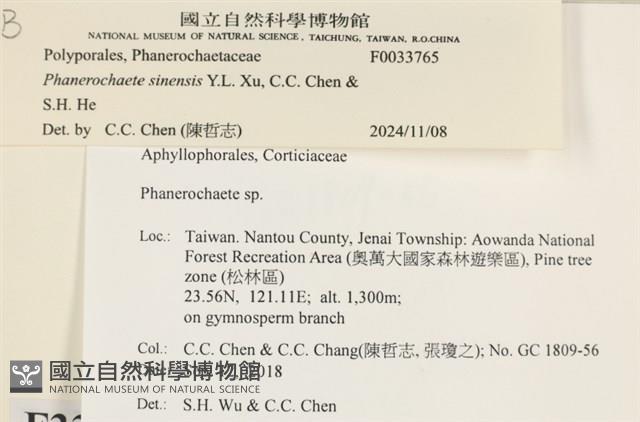 B
國立自然科學博物館
NATIONAL MUSEUM OF NATURAL SCIENCE, TAICHUNG, TAIWAN, R.O.CHINA
Polyporales, Phanerochaetaceae F0033765
Phanerochaete sinensis Y.L. Xu, C.C. Chen &
S.H. He
Det. by C.C. Chen (陳哲志) 2024/11/08
Aphyllophorales, Corticiaceae
Phanerochaete sp.
Loc.: Taiwan. Nantou County, Jenai Township: Aowanda National
Forest Recreation Area (奧萬大國家森林遊樂區), Pine tree
zone (松林區)
23.56N, 121.11E; alt. 1,300m;
on gymnosperm branch
Col.: C.C. Chen & C.C. Chang(陳哲志, 張瓊之); No. GC 1809-56
2018
國立自然科學博物館
NATIONAL MUSEUM OF NATURAL SCIENCE
Det.: S.H. Wu & C.C. Chen